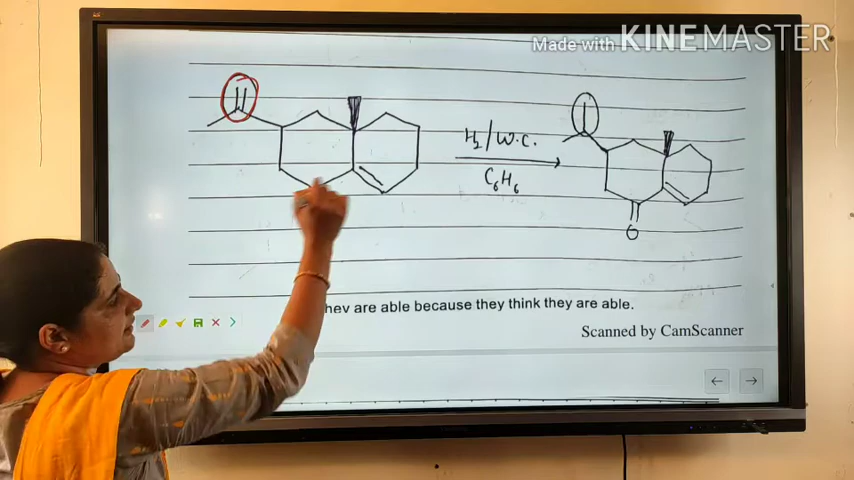 Made with KINEMASTER
H₂/W.C.
C₆H₆
O
hey are able because they think they are able.
Scanned by CamScanner